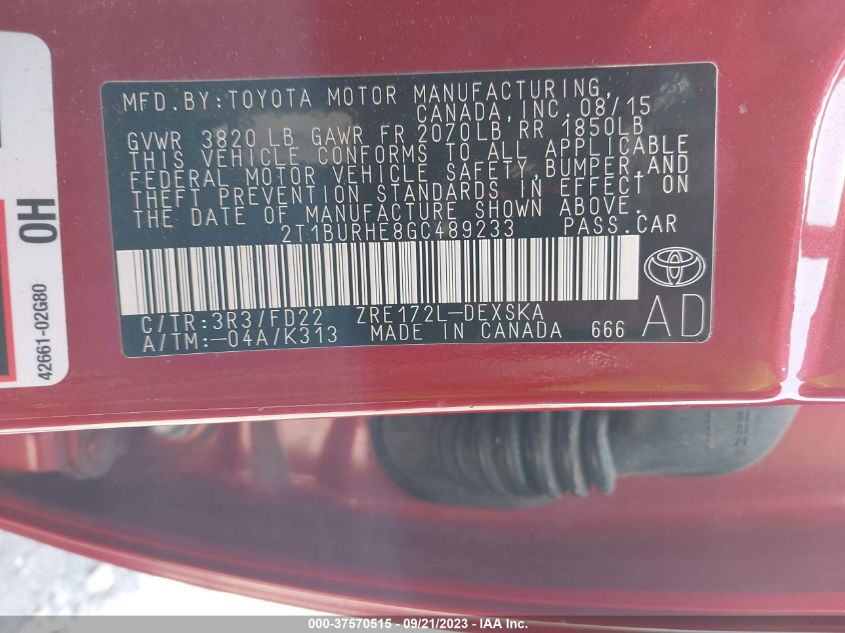 MFD.BY:TOYOTA MOTOR MANUFACTURING,
CANADA,INC.08/15
GVWR 3820 LB GAWR FR 2070LB RR 1850LB
THIS VEHICLE CONFORMS TO ALL APPLICABLE
FEDERAL MOTOR VEHICLE SAFETY,BUMPER,AND
THEFT PREVENTION STANDARDS IN EFFECT ON
THE DATE OF MANUFACTURE SHOWN ABOVE.
2T1BURHE8GC489233 PASS.CAR
C/TR:3R3/FD22 ZRE172L-DEXSKA
A/TM:-04A/K313 MADE IN CANADA 666
AD
OH
42661-02G80
000-37570515 - 09/21/2023 - IAA Inc.